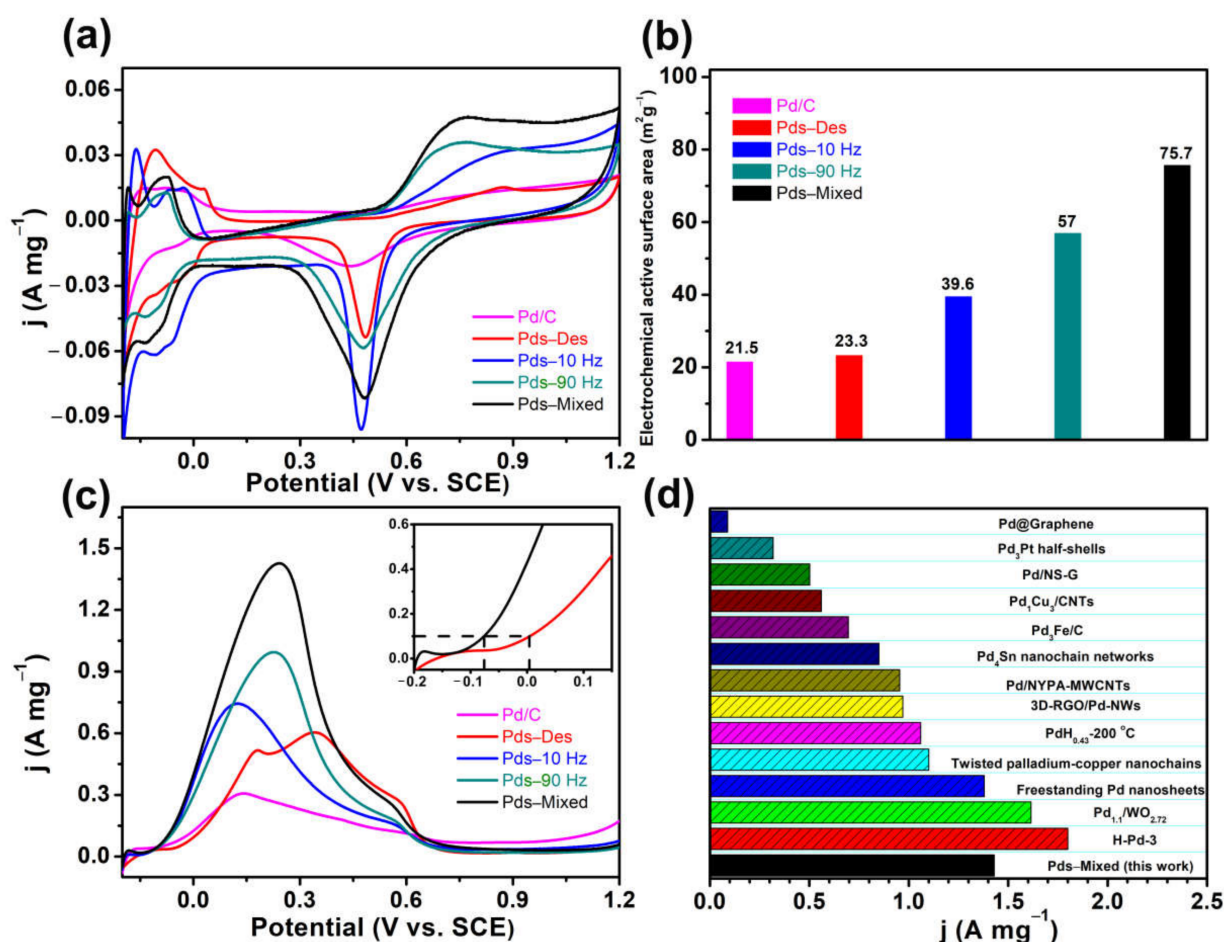 (a)
0.06
0.03
0.00
−0.03
−0.06
−0.09
j (A mg⁻¹)
Pd/C
Pds–Des
Pds–10 Hz
Pds–90 Hz
Pds–Mixed
0.0 0.3 0.6 0.9 1.2
Potential (V vs. SCE)
(b)
100
80
60
40
20
0
Electrochemical active surface area (m²g⁻¹)
Pd/C
Pds–Des
Pds–10 Hz
Pds–90 Hz
Pds–Mixed
21.5
23.3
39.6
57
75.7
(c)
1.5
1.2
0.9
0.6
0.3
0.0
j (A mg⁻¹)
0.6
0.4
0.2
0.0
−0.2 −0.1 0.0 0.1
Pd/C
Pds–Des
Pds–10 Hz
Pds–90 Hz
Pds–Mixed
0.0 0.3 0.6 0.9 1.2
Potential (V vs. SCE)
(d)
Pd@Graphene
Pd₃Pt half-shells
Pd/NS-G
Pd₁Cu₃/CNTs
Pd₃Fe/C
Pd₄Sn nanochain networks
Pd/NYPA-MWCNTs
3D-RGO/Pd-NWs
PdH₀.₄₃-200 °C
Twisted palladium-copper nanochains
Freestanding Pd nanosheets
Pd₁.₁/WO₂.₇₂
H-Pd-3
Pds–Mixed (this work)
0.0 0.5 1.0 1.5 2.0 2.5
j (A mg⁻¹)